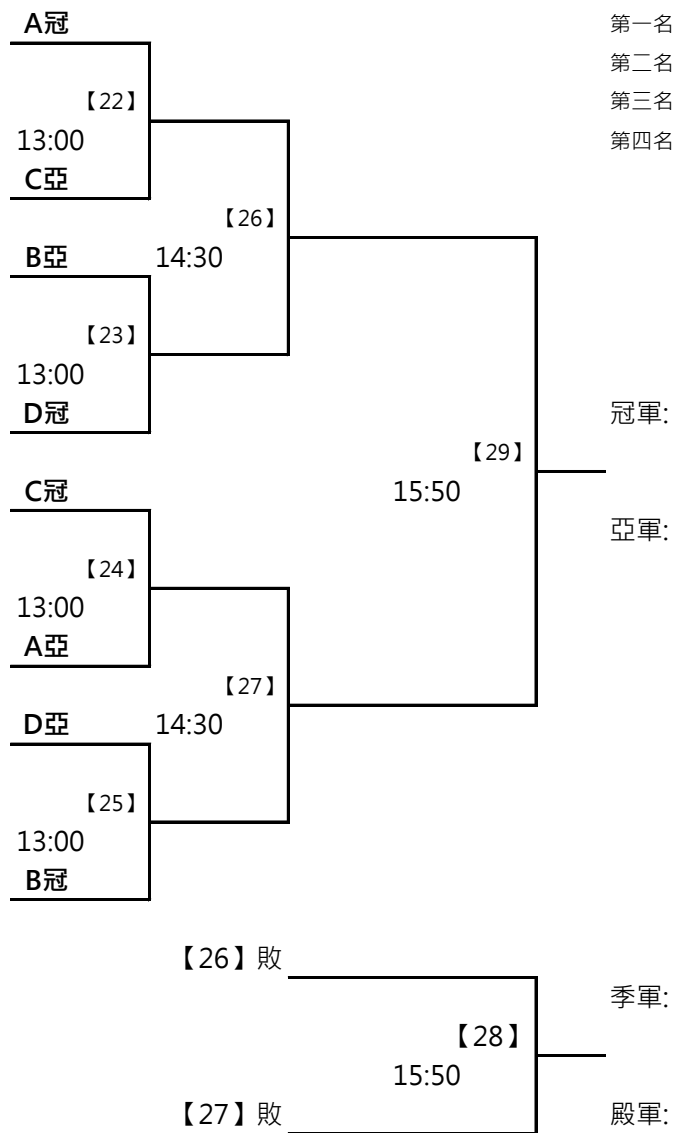 A冠
第一名
第二名
【22】
第三名
13:00
第四名
C亞
【26】
B亞
14:30
【23】
13:00
D冠
冠軍:
【29】
C冠
15:50
亞軍:
【24】
13:00
A亞
【27】
D亞
14:30
【25】
13:00
B冠
【26】敗
季軍:
【28】
15:50
【27】敗
殿軍: